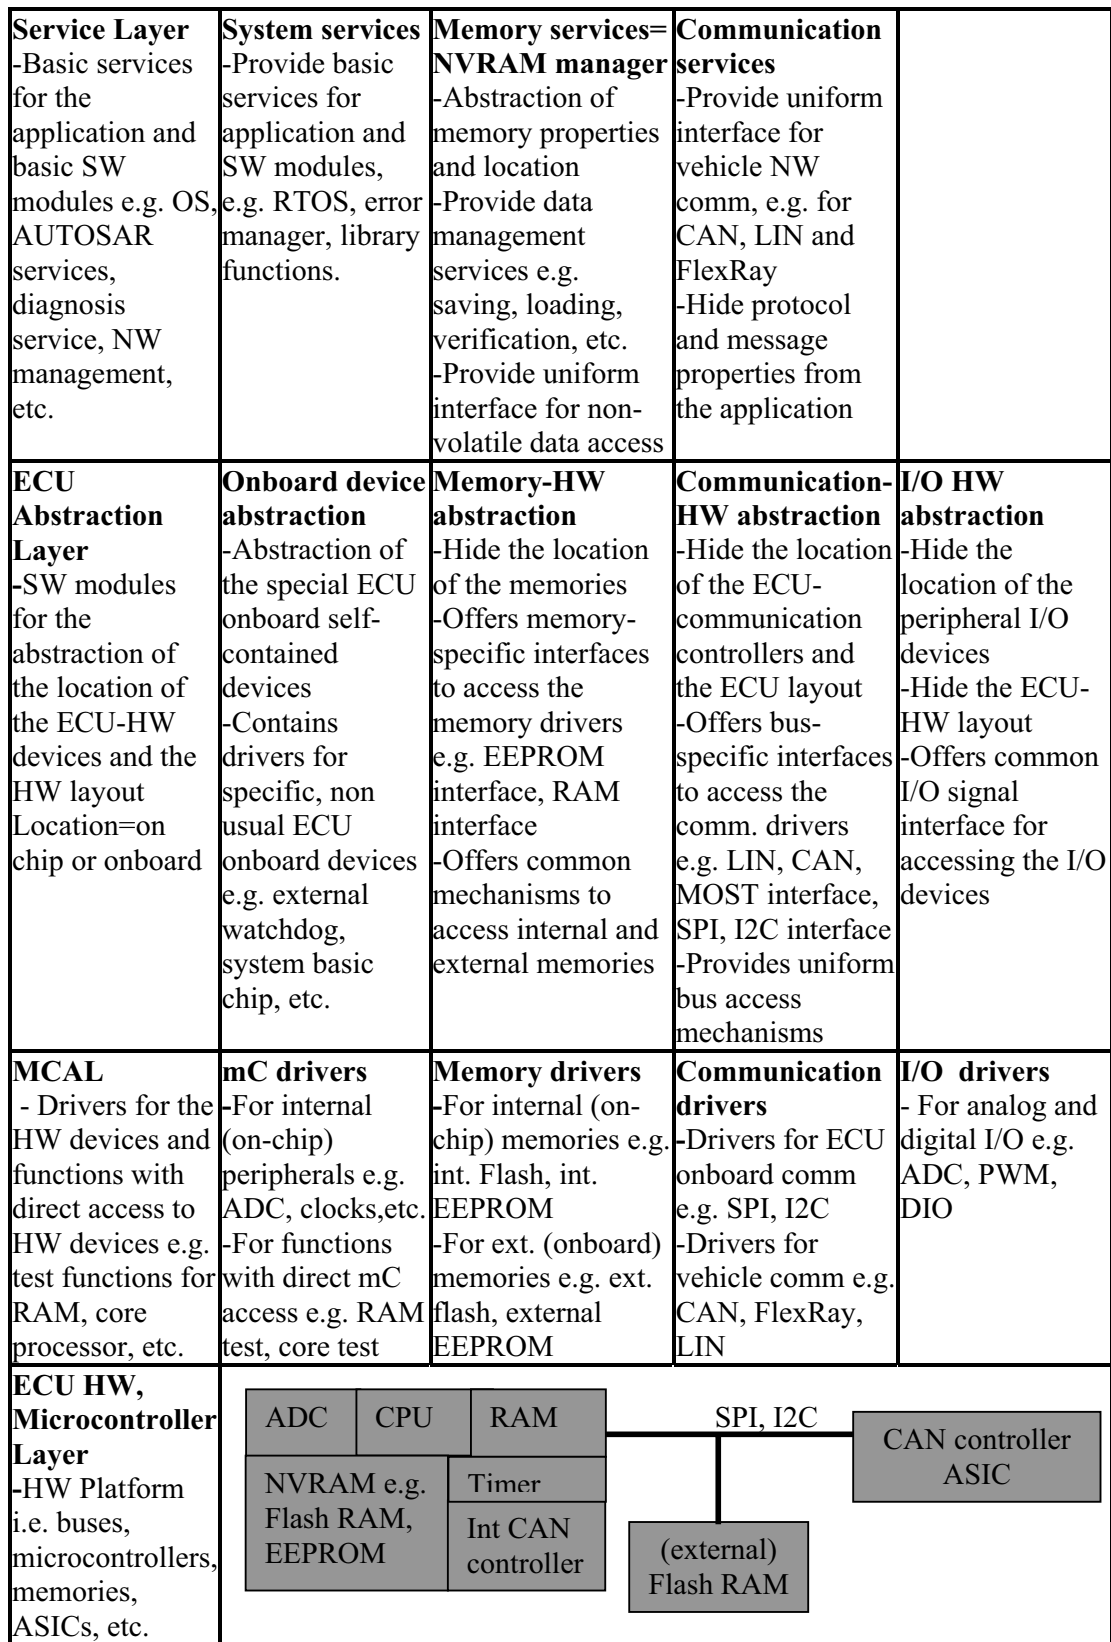 Service Layer
-Basic services
for the
application and
basic SW
modules e.g. OS,
AUTOSAR
services,
diagnosis
service, NW
management,
etc.
System services
-Provide basic
services for
application and
SW modules,
e.g. RTOS, error
manager, library
functions.
Memory services=
NVRAM manager
-Abstraction of
memory properties
and location
-Provide data
management
services e.g.
saving, loading,
verification, etc.
-Provide uniform
interface for non-
volatile data access
Communication
services
-Provide uniform
interface for
vehicle NW
comm, e.g. for
CAN, LIN and
FlexRay
-Hide protocol
and message
properties from
the application
ECU
Abstraction
Layer
-SW modules
for the
abstraction of
the location of
the ECU-HW
devices and the
HW layout
Location=on
chip or onboard
Onboard device
abstraction
-Abstraction of
the special ECU
onboard self-
contained
devices
-Contains
drivers for
specific, non
usual ECU
onboard devices
e.g. external
watchdog,
system basic
chip, etc.
Memory-HW
abstraction
-Hide the location
of the memories
-Offers memory-
specific interfaces
to access the
memory drivers
e.g. EEPROM
interface, RAM
interface
-Offers common
mechanisms to
access internal and
external memories
Communication-
HW abstraction
-Hide the location
of the ECU-
communication
controllers and
the ECU layout
-Offers bus-
specific interfaces
to access the
comm. drivers
e.g. LIN, CAN,
MOST interface,
SPI, I2C interface
-Provides uniform
bus access
mechanisms
I/O HW
abstraction
-Hide the
location of the
peripheral I/O
devices
-Hide the ECU-
HW layout
-Offers common
I/O signal
interface for
accessing the I/O
devices
MCAL
- Drivers for the
HW devices and
functions with
direct access to
HW devices e.g.
test functions for
RAM, core
processor, etc.
mC drivers
-For internal
(on-chip)
peripherals e.g.
ADC, clocks,etc.
-For functions
with direct mC
access e.g. RAM
test, core test
Memory drivers
-For internal (on-
chip) memories e.g.
int. Flash, int.
EEPROM
-For ext. (onboard)
memories e.g. ext.
flash, external
EEPROM
Communication
drivers
-Drivers for ECU
onboard comm
e.g. SPI, I2C
-Drivers for
vehicle comm e.g.
CAN, FlexRay,
LIN
I/O drivers
- For analog and
digital I/O e.g.
ADC, PWM,
DIO
ECU HW,
Microcontroller
Layer
-HW Platform
i.e. buses,
microcontrollers,
memories,
ASICs, etc.
ADC
CPU
RAM
NVRAM e.g.
Flash RAM,
EEPROM
Timer
Int CAN
controller
SPI, I2C
(external)
Flash RAM
CAN controller
ASIC